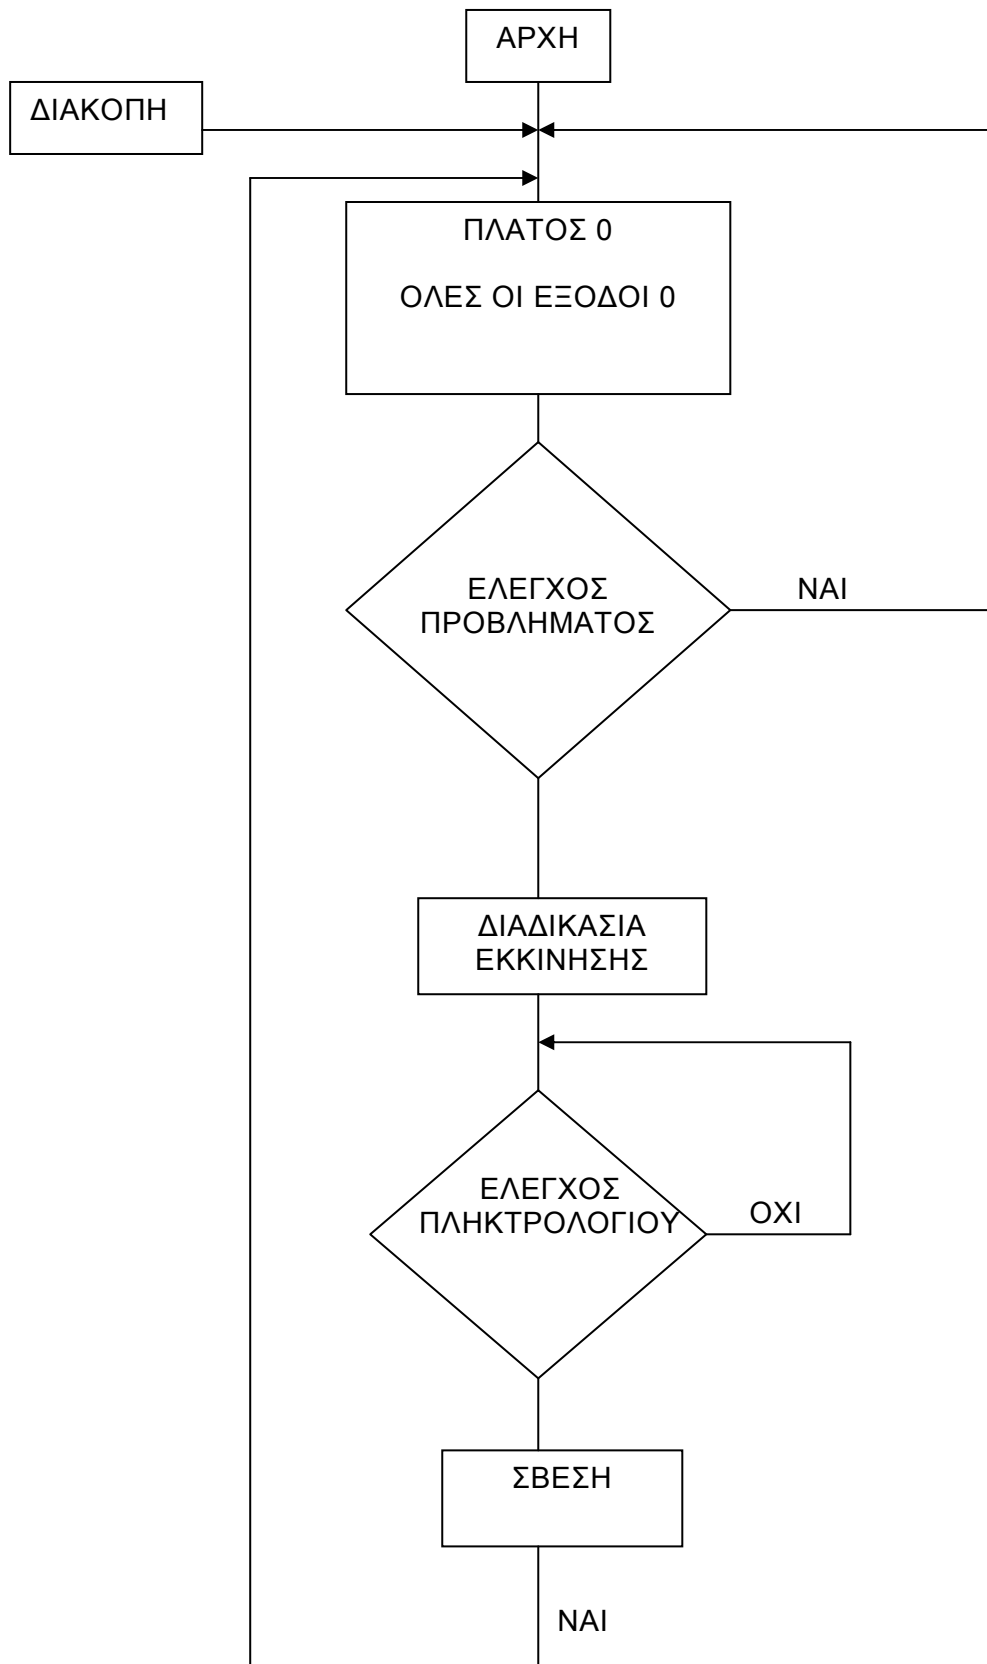 ΑΡΧΗ
ΔΙΑΚΟΠΗ
ΠΛΑΤΟΣ 0
ΟΛΕΣ ΟΙ ΕΞΟΔΟΙ 0
ΕΛΕΓΧΟΣ
ΠΡΟΒΛΗΜΑΤΟΣ
ΝΑΙ
ΔΙΑΔΙΚΑΣΙΑ
ΕΚΚΙΝΗΣΗΣ
ΕΛΕΓΧΟΣ
ΠΛΗΚΤΡΟΛΟΓΙΟΥ
ΟΧΙ
ΣΒΕΣΗ
ΝΑΙ